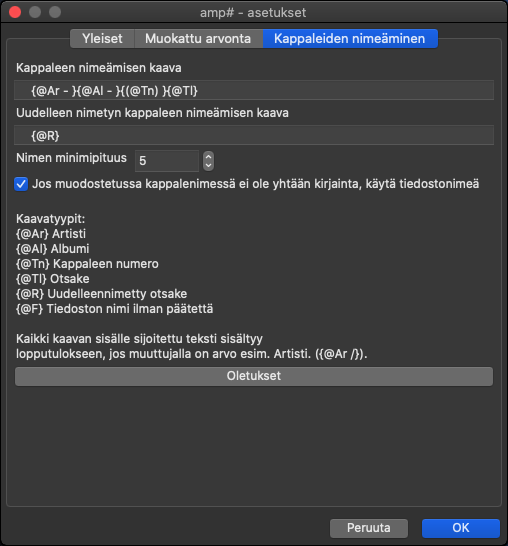 amp# - asetukset
Yleiset Muokattu arvonta Kappaleiden nimeäminen
Kappaleen nimeämisen kaava
{@Ar - }{@Al - }{(@Tn) }{@Tl}
Uudelleen nimetyn kappaleen nimeämisen kaava
{@R}
Nimen minimipituus 5
Jos muodostetussa kappalenimessä ei ole yhtään kirjainta, käytä tiedostonimeä
Kaavatyypit:
{@Ar} Artisti
{@Al} Albumi
{@Tn} Kappaleen numero
{@Tl} Otsake
{@R} Uudelleennimetty otsake
{@F} Tiedoston nimi ilman päätettä
Kaikki kaavan sisälle sijoitettu teksti sisältyy
lopputulokseen, jos muuttujalla on arvo esim. Artisti. ({@Ar /}).
Oletukset
Peruuta OK